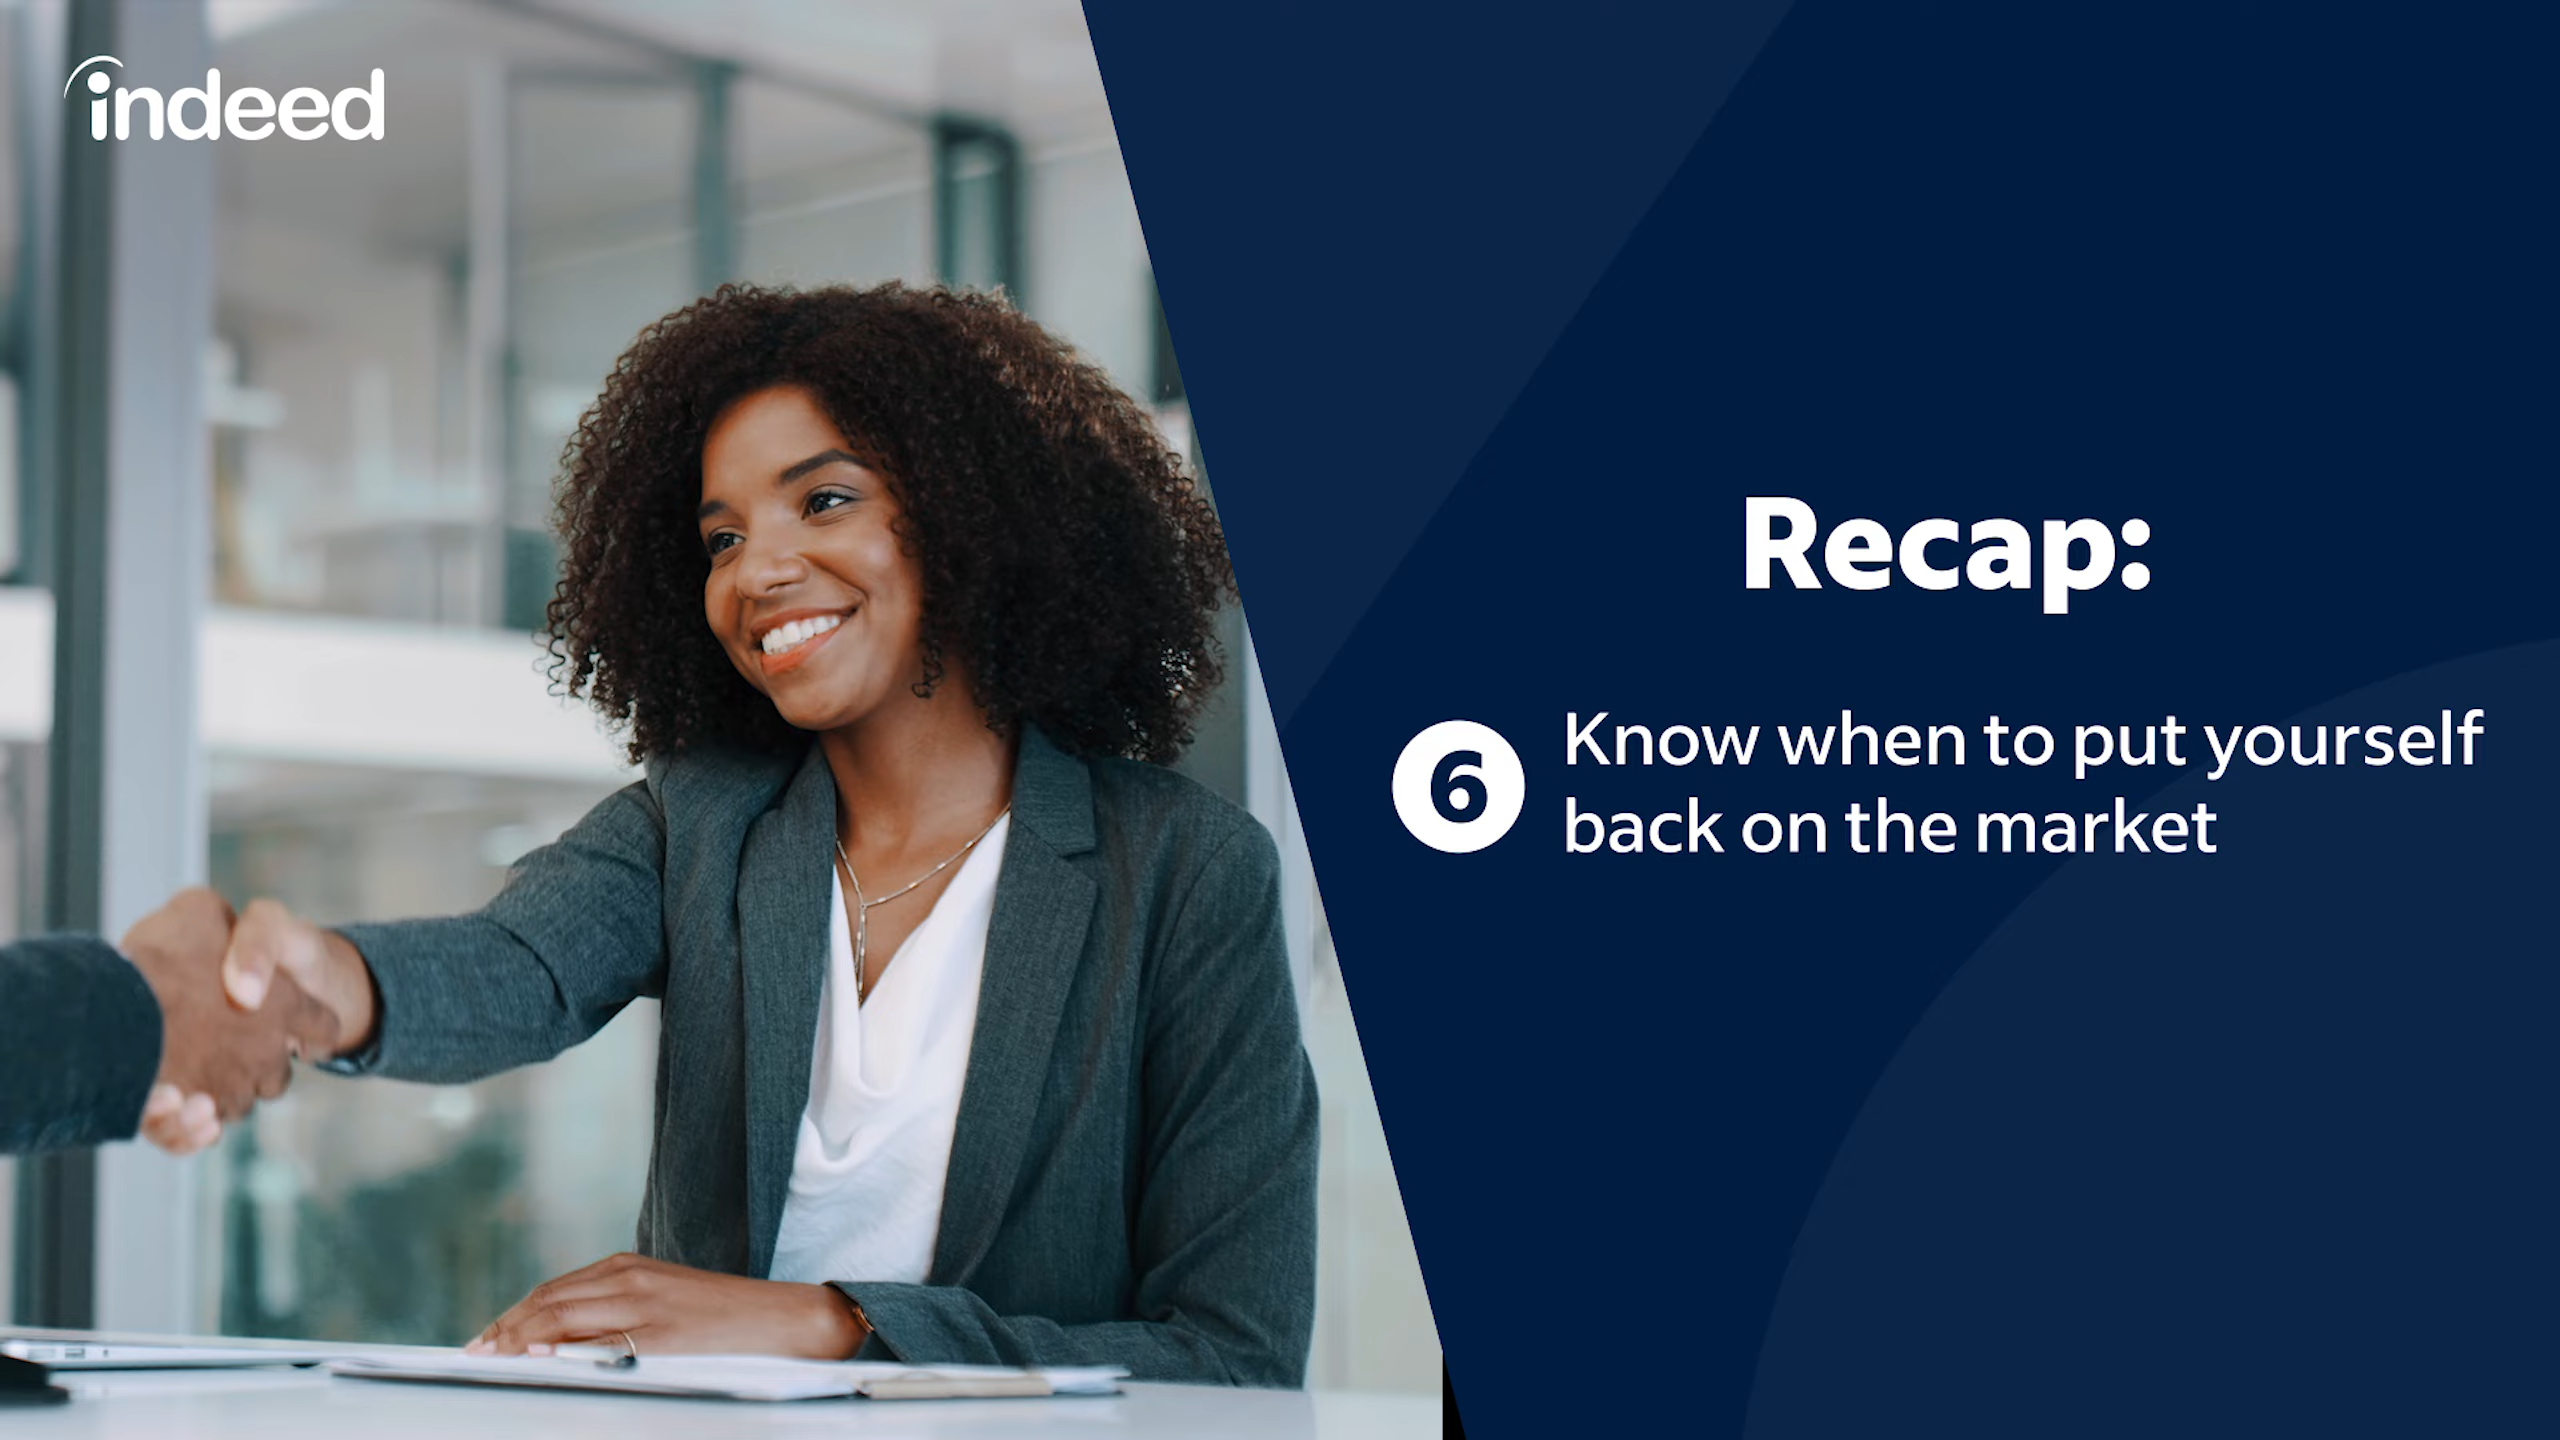 indeed
Recap:
6
Know when to put yourself
back on the market